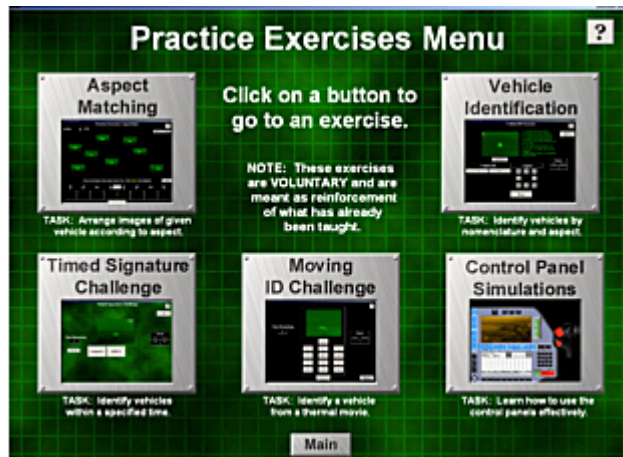 Practice Exercises Menu
?
Aspect
Matching
TASK: Arrange images of given
vehicle according to aspect.
Click on a button to
go to an exercise.
NOTE: These exercises
are VOLUNTARY and are
meant as reinforcement
of what has already
been taught.
Vehicle
Identification
TASK: Identify vehicles by
nomenclature and aspect.
Timed Signature
Challenge
TASK: Identify vehicles
within a specified time.
Moving
ID Challenge
TASK: Identify a vehicle
from a thermal movie.
Control Panel
Simulations
TASK: Learn how to use the
control panels effectively.
Main